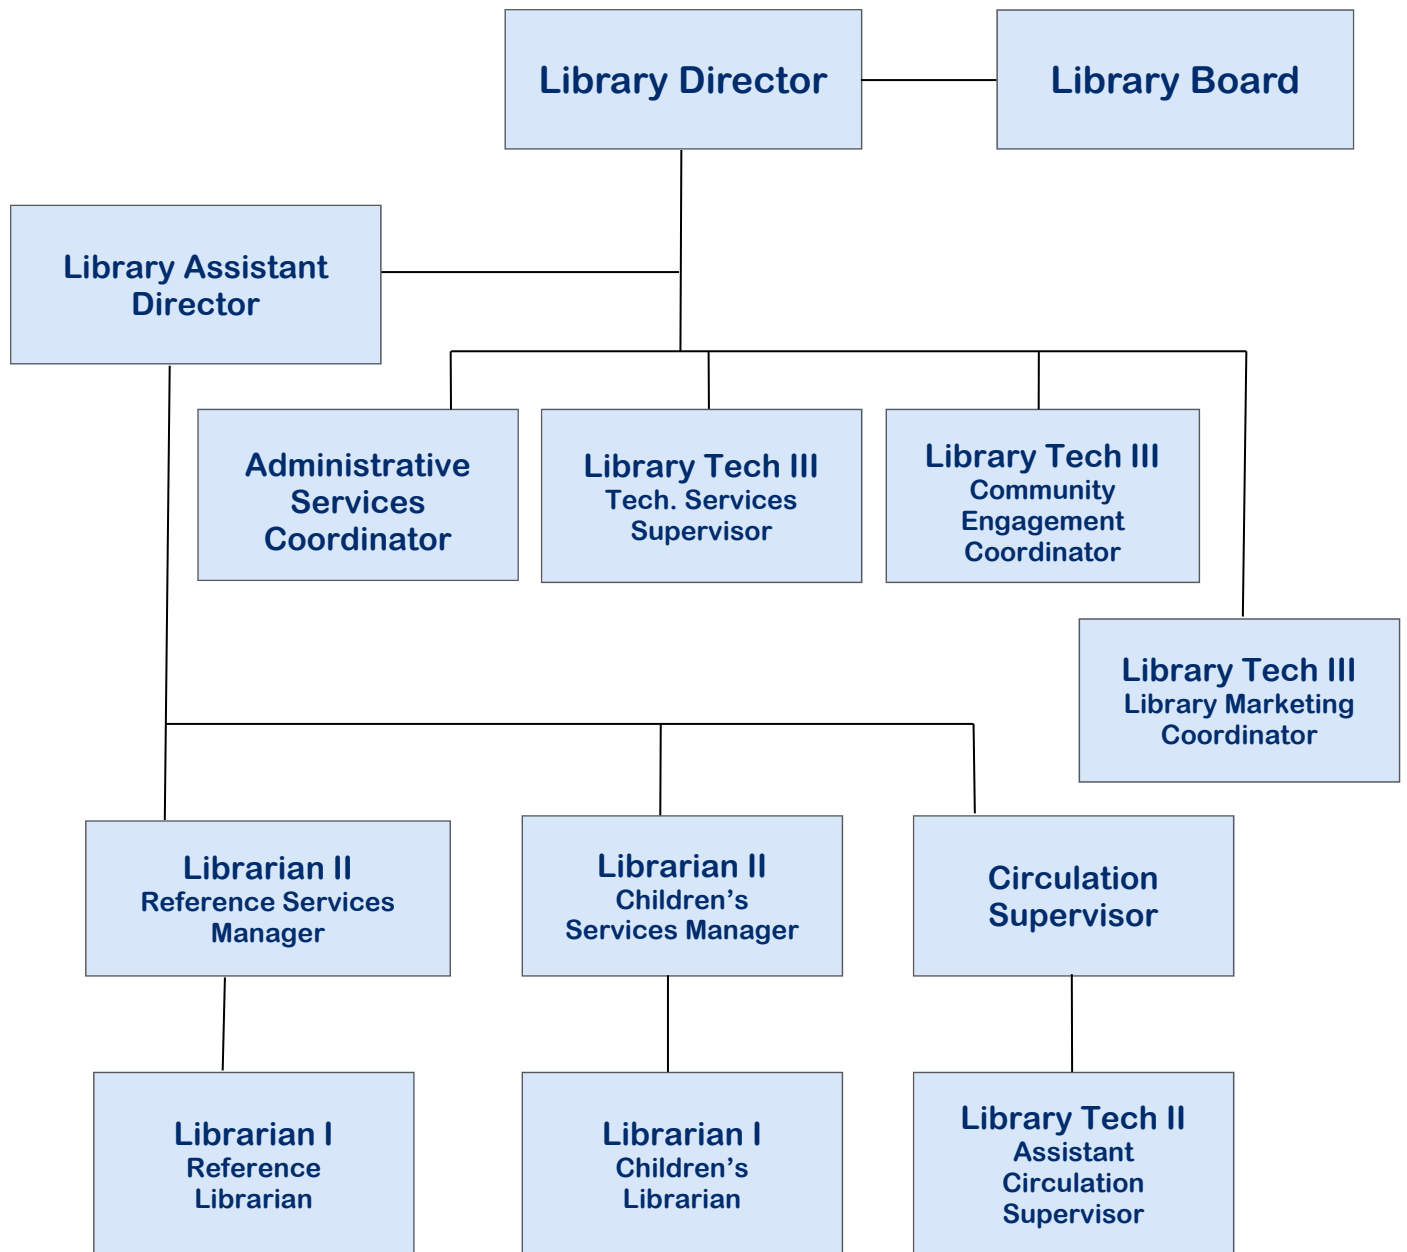 Library Director
Library Board
Library Assistant
Director
Administrative
Services
Coordinator
Library Tech III
Tech. Services
Supervisor
Library Tech III
Community
Engagement
Coordinator
Library Tech III
Library Marketing
Coordinator
Librarian II
Reference Services
Manager
Librarian II
Children’s
Services Manager
Circulation
Supervisor
Librarian I
Reference
Librarian
Librarian I
Children’s
Librarian
Library Tech II
Assistant
Circulation
Supervisor